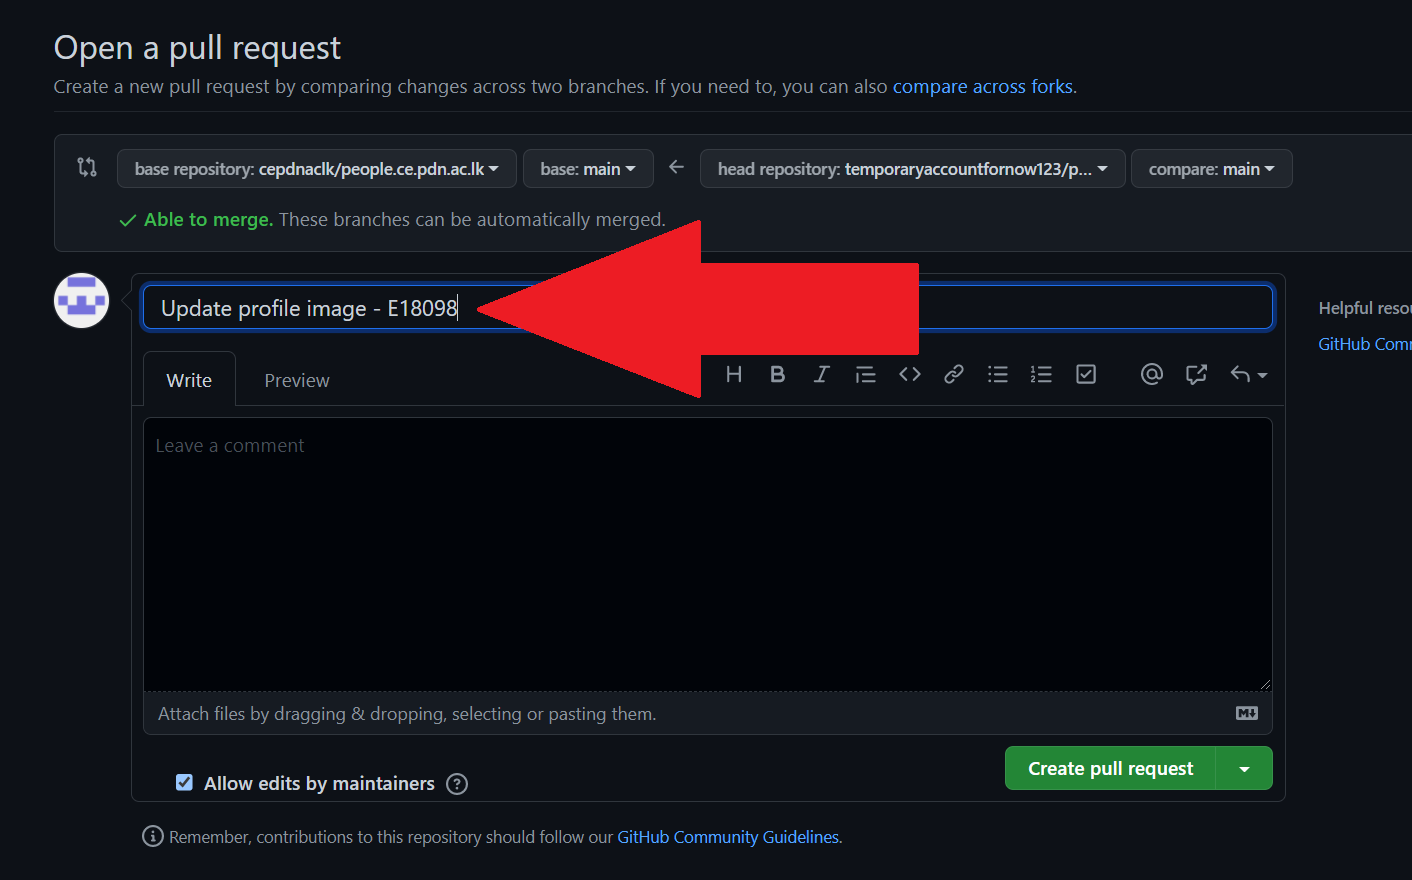 Open a pull request
Create a new pull request by comparing changes across two branches. If you need to, you can also compare across forks.
base repository: cepdnaclk/people.ce.pdn.ac.lk
base: main
head repository: temporaryaccountfornow123/p...
compare: main
Able to merge. These branches can be automatically merged.
Update profile image - E18098
Helpful resou
GitHub Comm
Write
Preview
Leave a comment
Attach files by dragging & dropping, selecting or pasting them.
Allow edits by maintainers
Create pull request
Remember, contributions to this repository should follow our GitHub Community Guidelines.